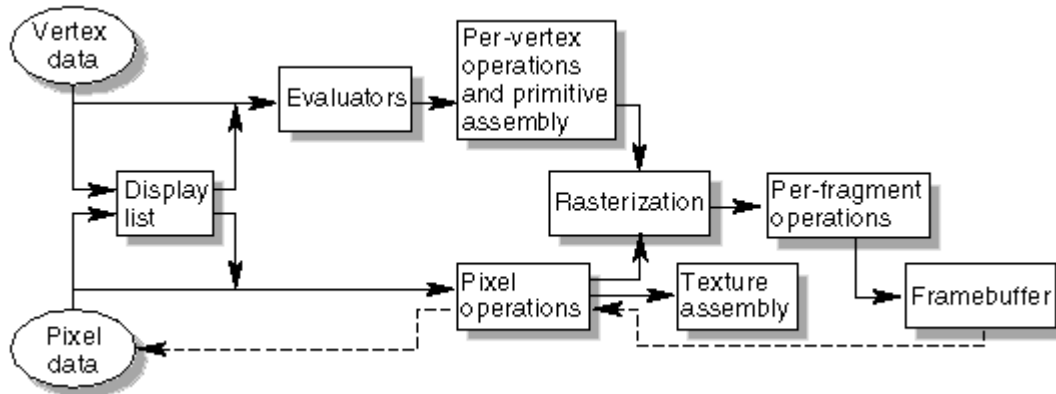 Vertex
data
Evaluators
Per-vertex
operations
and primitive
assembly
Display
list
Rasterization
Per-fragment
operations
Pixel
operations
Texture
assembly
Framebuffer
Pixel
data